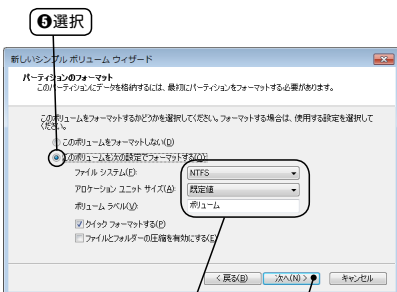 ❺選択
新しいシンプル ボリューム ウィザード
パーティションのフォーマット
このパーティションにデータを格納するには、最初にパーティションをフォーマットする必要があります。
このボリュームをフォーマットするかどうかを選択してください。フォーマットする場合は、使用する設定を選択して
ください。
このボリュームをフォーマットしない(D)
このボリュームを次の設定でフォーマットする(O):
ファイル システム(F):
NTFS
アロケーション ユニット サイズ(A):
既定値
ボリューム ラベル(V):
ボリューム
クイック フォーマットする(P)
ファイルとフォルダーの圧縮を有効にする(E)
< 戻る(B)
次へ(N) >
キャンセル